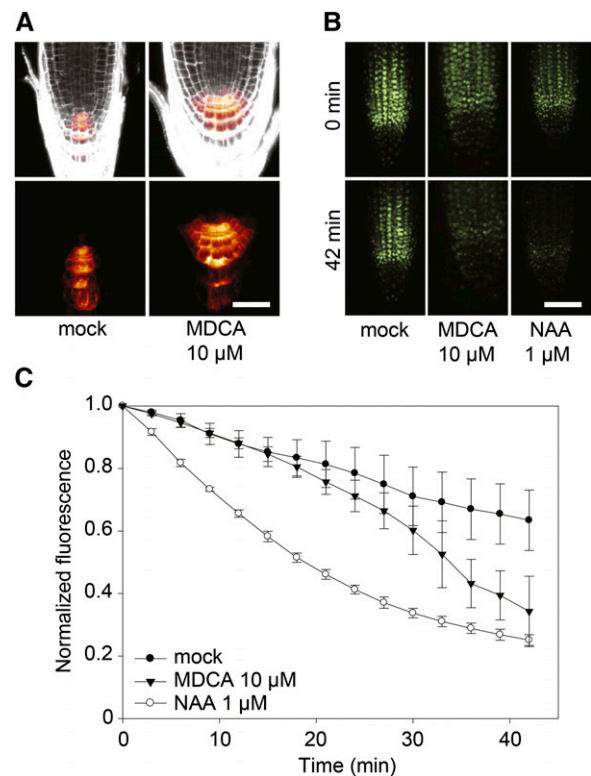 A
B
0 min
42 min
mock
MDCA
10 µM
mock
MDCA
10 µM
NAA
1 µM
C
1.0
0.8
0.6
0.4
0.2
0
Normalized fluorescence
mock
MDCA 10 µM
NAA 1 µM
0
10
20
30
40
Time (min)